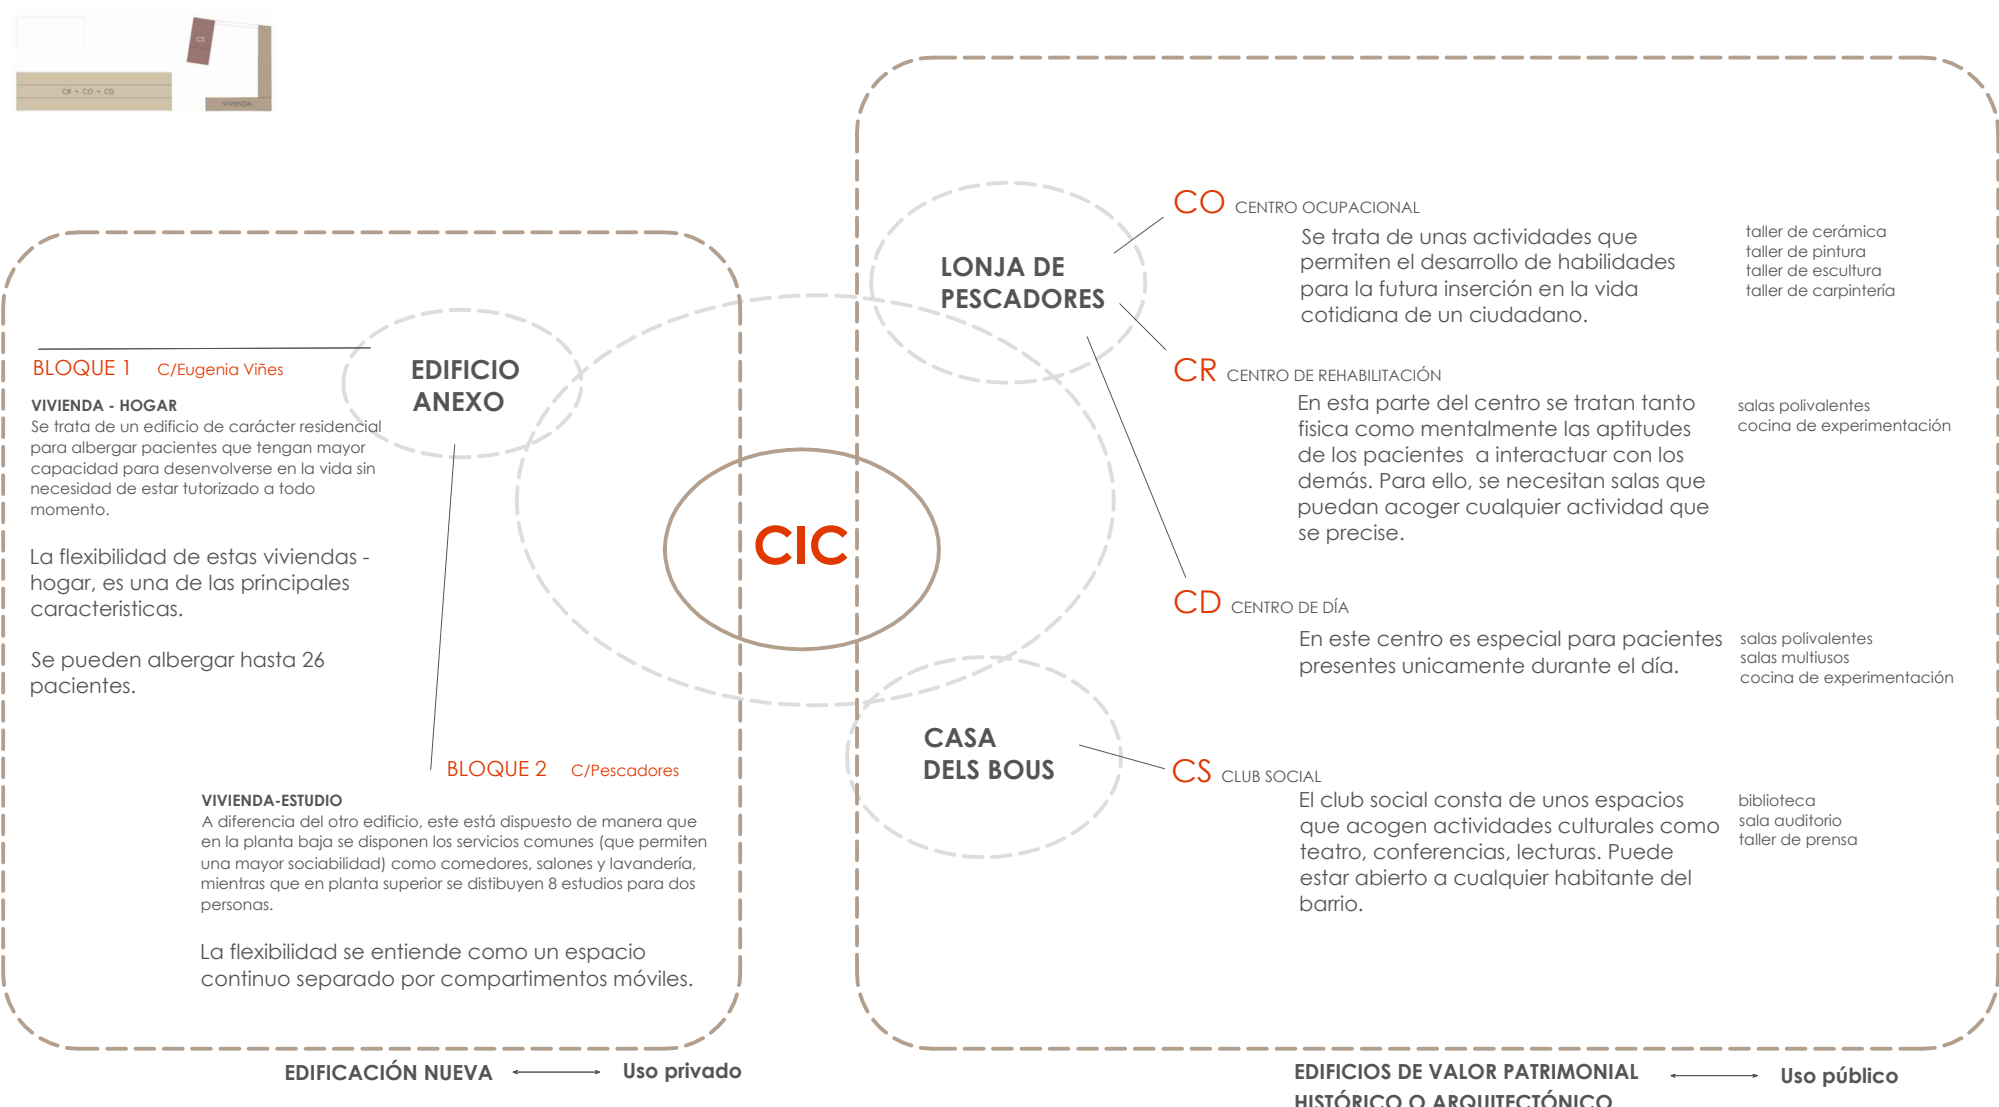 CS
CR + CO + CD
VIVIENDA
EDIFICIO
ANEXO
BLOQUE 1 C/Eugenia Viñes
VIVIENDA - HOGAR
Se trata de un edificio de carácter residencial
para albergar pacientes que tengan mayor
capacidad para desenvolverse en la vida sin
necesidad de estar tutorizado a todo
momento.
La flexibilidad de estas viviendas -
hogar, es una de las principales
caracteristicas.
Se pueden albergar hasta 26
pacientes.
BLOQUE 2 C/Pescadores
VIVIENDA-ESTUDIO
A diferencia del otro edificio, este está dispuesto de manera que
en la planta baja se disponen los servicios comunes (que permiten
una mayor sociabilidad) como comedores, salones y lavandería,
mientras que en planta superior se distibuyen 8 estudios para dos
personas.
La flexibilidad se entiende como un espacio
continuo separado por compartimentos móviles.
EDIFICACIÓN NUEVA Uso privado
CIC
LONJA DE
PESCADORES
CO CENTRO OCUPACIONAL
Se trata de unas actividades que
permiten el desarrollo de habilidades
para la futura inserción en la vida
cotidiana de un ciudadano.
taller de cerámica
taller de pintura
taller de escultura
taller de carpintería
CR CENTRO DE REHABILITACIÓN
En esta parte del centro se tratan tanto
fisica como mentalmente las aptitudes
de los pacientes a interactuar con los
demás. Para ello, se necesitan salas que
puedan acoger cualquier actividad que
se precise.
salas polivalentes
cocina de experimentación
CD CENTRO DE DÍA
En este centro es especial para pacientes
presentes unicamente durante el día.
salas polivalentes
salas multiusos
cocina de experimentación
CASA
DELS BOUS
CS CLUB SOCIAL
El club social consta de unos espacios
que acogen actividades culturales como
teatro, conferencias, lecturas. Puede
estar abierto a cualquier habitante del
barrio.
biblioteca
sala auditorio
taller de prensa
EDIFICIOS DE VALOR PATRIMONIAL
HISTÓRICO O ARQUITECTÓNICO
Uso público